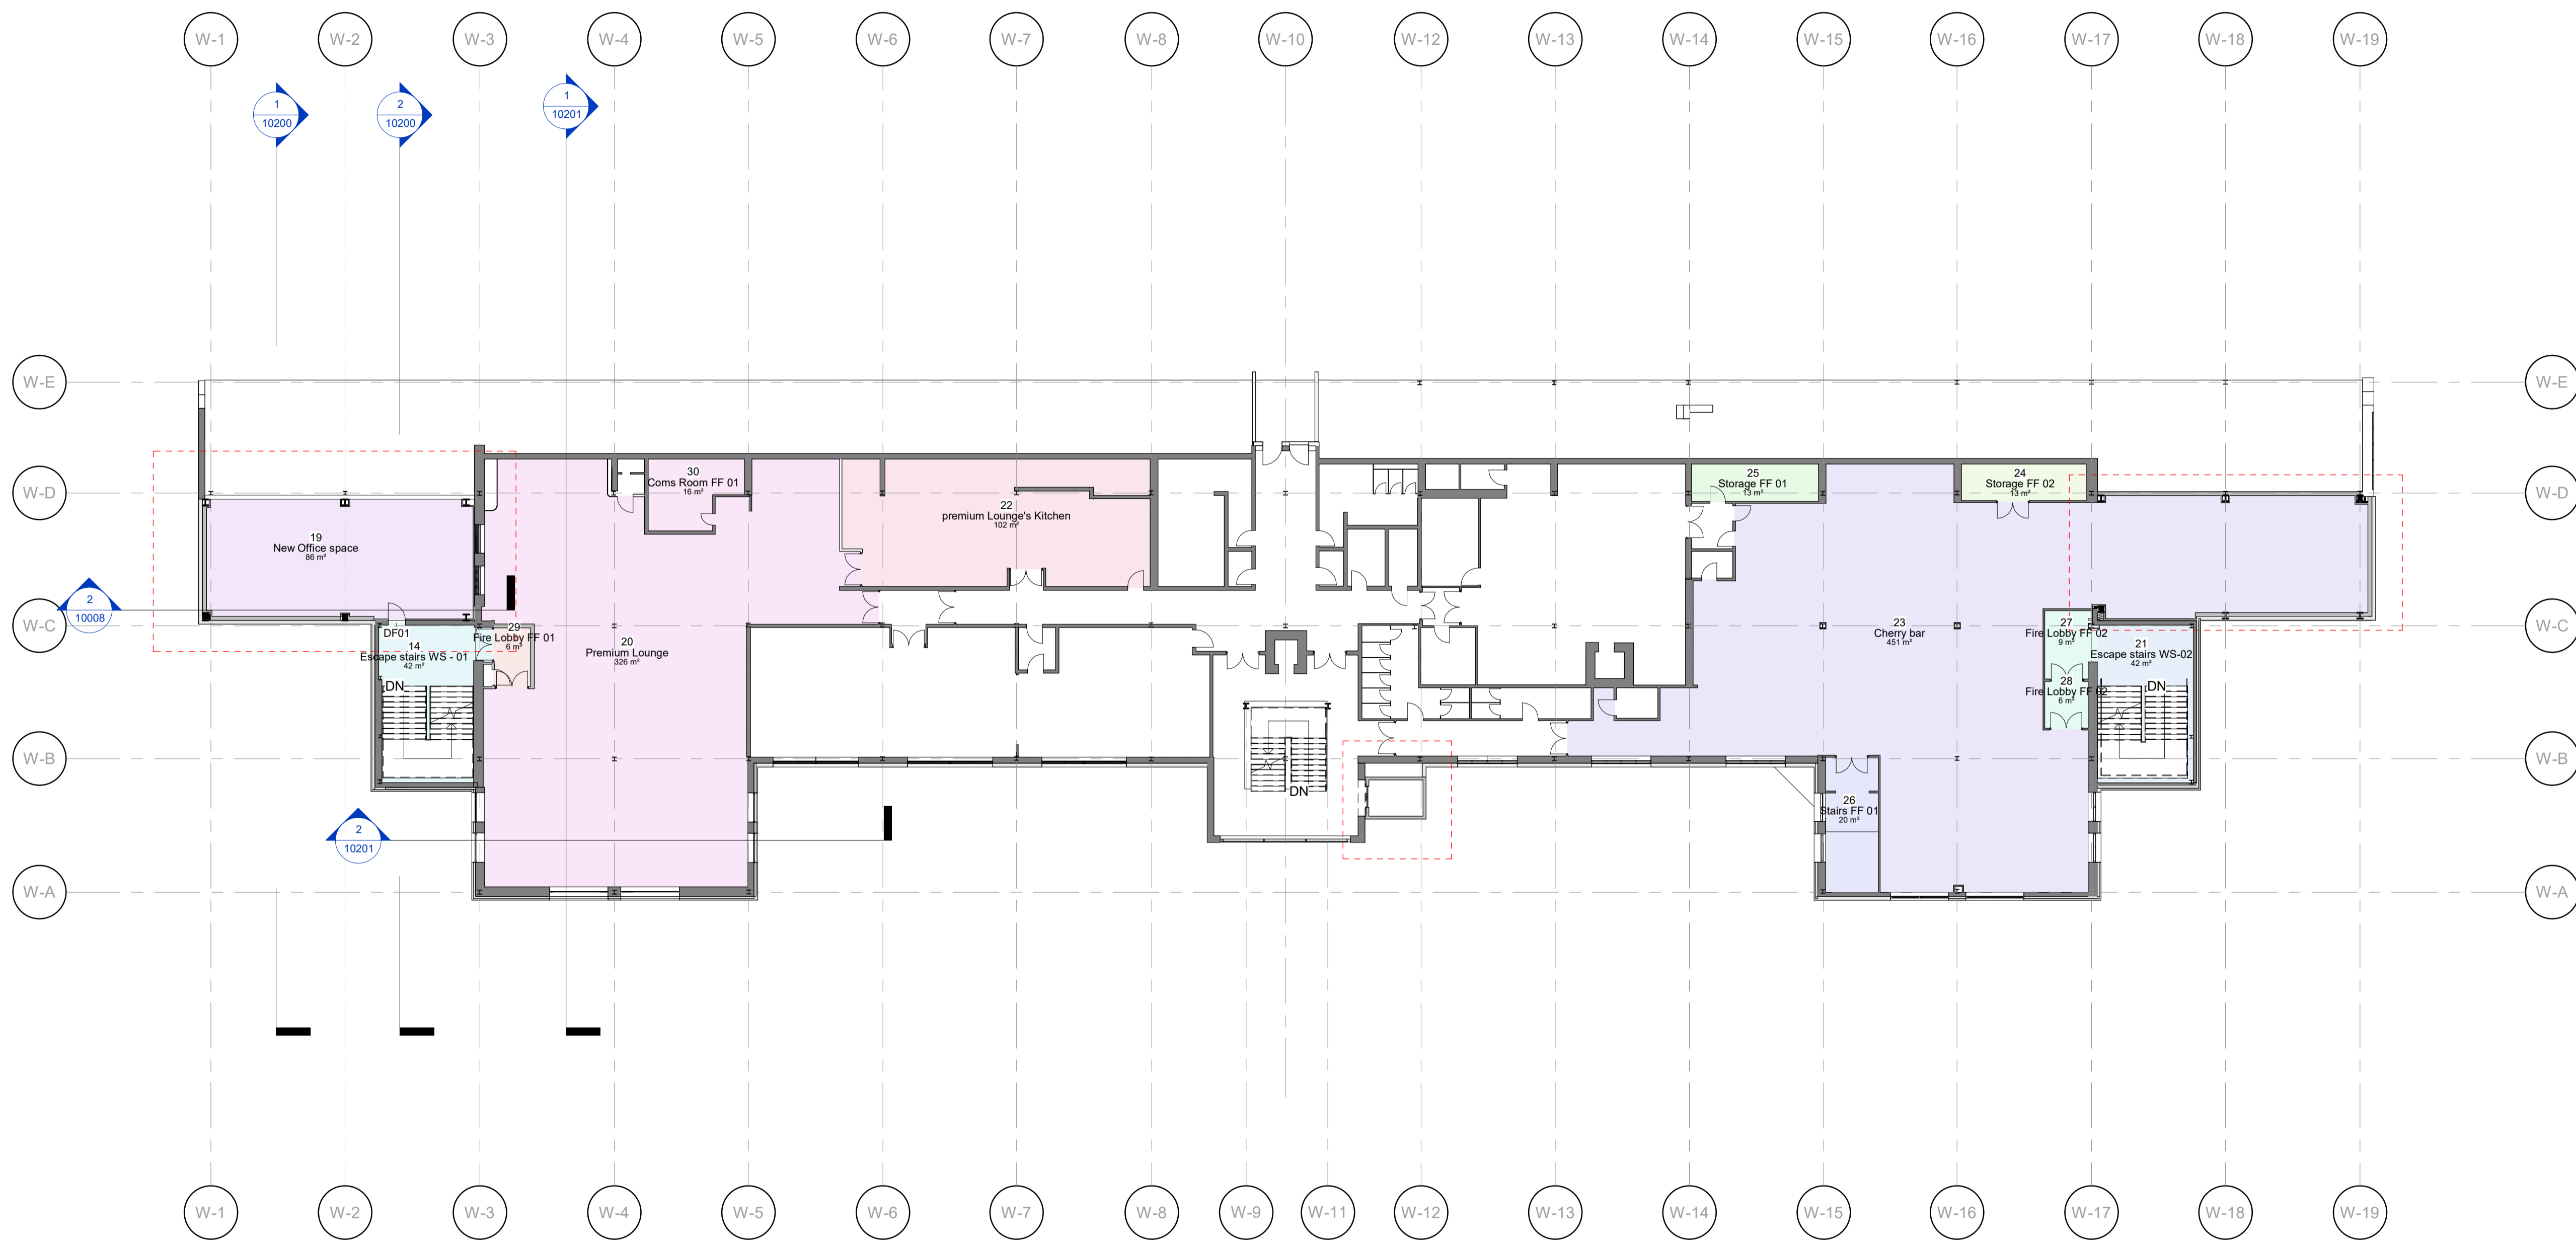 W-1 W-2 W-3 W-4 W-5 W-6 W-7 W-8 W-10 W-12 W-13 W-14 W-15 W-16 W-17 W-18 W-19
1
10200
2
10200
1
10201
W-E
W-E
W-D
W-D
30
Coms Room FF 01
16 m²
25
Storage FF 01
13 m²
24
Storage FF 02
13 m²
22
premium Lounge's Kitchen
102 m²
19
New Office space
86 m²
2
10008
W-C
W-C
DF01
14
Escape stairs WS - 01
42 m²
DN
29
Fire Lobby FF 01
6 m²
20
Premium Lounge
326 m²
23
Cherry bar
451 m²
27
Fire Lobby FF 02
9 m²
28
Fire Lobby FF 02
6 m²
21
Escape stairs WS-02
42 m²
DN
W-B
W-B
DN
26
Stairs FF 01
20 m²
2
10201
W-A
W-A
W-1 W-2 W-3 W-4 W-5 W-6 W-7 W-8 W-9 W-11 W-12 W-13 W-14 W-15 W-16 W-17 W-18 W-19